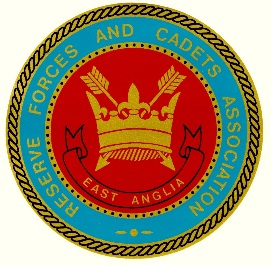 RESERVE FORCES AND CADETS ASSOCIATION
EAST ANGLIA